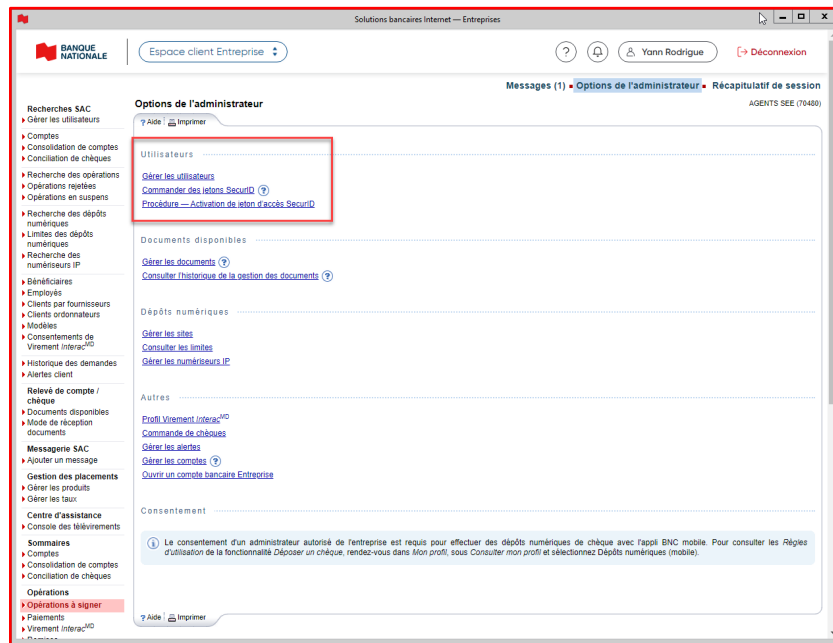 Solutions bancaires Internet — Entreprises
BANQUE
NATIONALE
Espace client Entreprise
?
Yann Rodrigue
Déconnexion
Messages (1)
Options de l'administrateur
Récapitulatif de session
AGENTS SEE (70480)
Recherches SAC
Gérer les utilisateurs
Comptes
Consolidation de comptes
Conciliation de chèques
Recherche des opérations
Opérations rejetées
Opérations en suspens
Recherche des dépôts
numériques
Limites des dépôts
numériques
Recherche des
numériseurs IP
Bénéficiaires
Employés
Clients par fournisseurs
Clients ordonnateurs
Modèles
Consentements de
Virement Interac MD
Historique des demandes
Alertes client
Relevé de compte /
chèque
Documents disponibles
Mode de réception
documents
Messagerie SAC
Ajouter un message
Gestion des placements
Gérer les produits
Gérer les taux
Centre d'assistance
Console des télévirements
Sommaires
Comptes
Consolidation de comptes
Conciliation de chèques
Opérations
Opérations à signer
Paiements
Virement Interac MD
Options de l'administrateur
? Aide Imprimer
Utilisateurs
Gérer les utilisateurs
Commander des jetons SecurID ?
Procédure — Activation de jeton d'accès SecurID
Documents disponibles
Gérer les documents ?
Consulter l'historique de la gestion des documents ?
Dépôts numériques
Gérer les sites
Consulter les limites
Gérer les numériseurs IP
Autres
Profil Virement Interac MD
Commande de chèques
Gérer les alertes
Gérer les comptes ?
Ouvrir un compte bancaire Entreprise
Consentement
Le consentement d'un administrateur autorisé de l'entreprise est requis pour effectuer des dépôts numériques de chèque avec l'appli BNC mobile. Pour consulter les Règles
d'utilisation de la fonctionnalité Déposer un chèque, rendez-vous dans Mon profil, sous Consulter mon profil et sélectionnez Dépôts numériques (mobile).
? Aide Imprimer